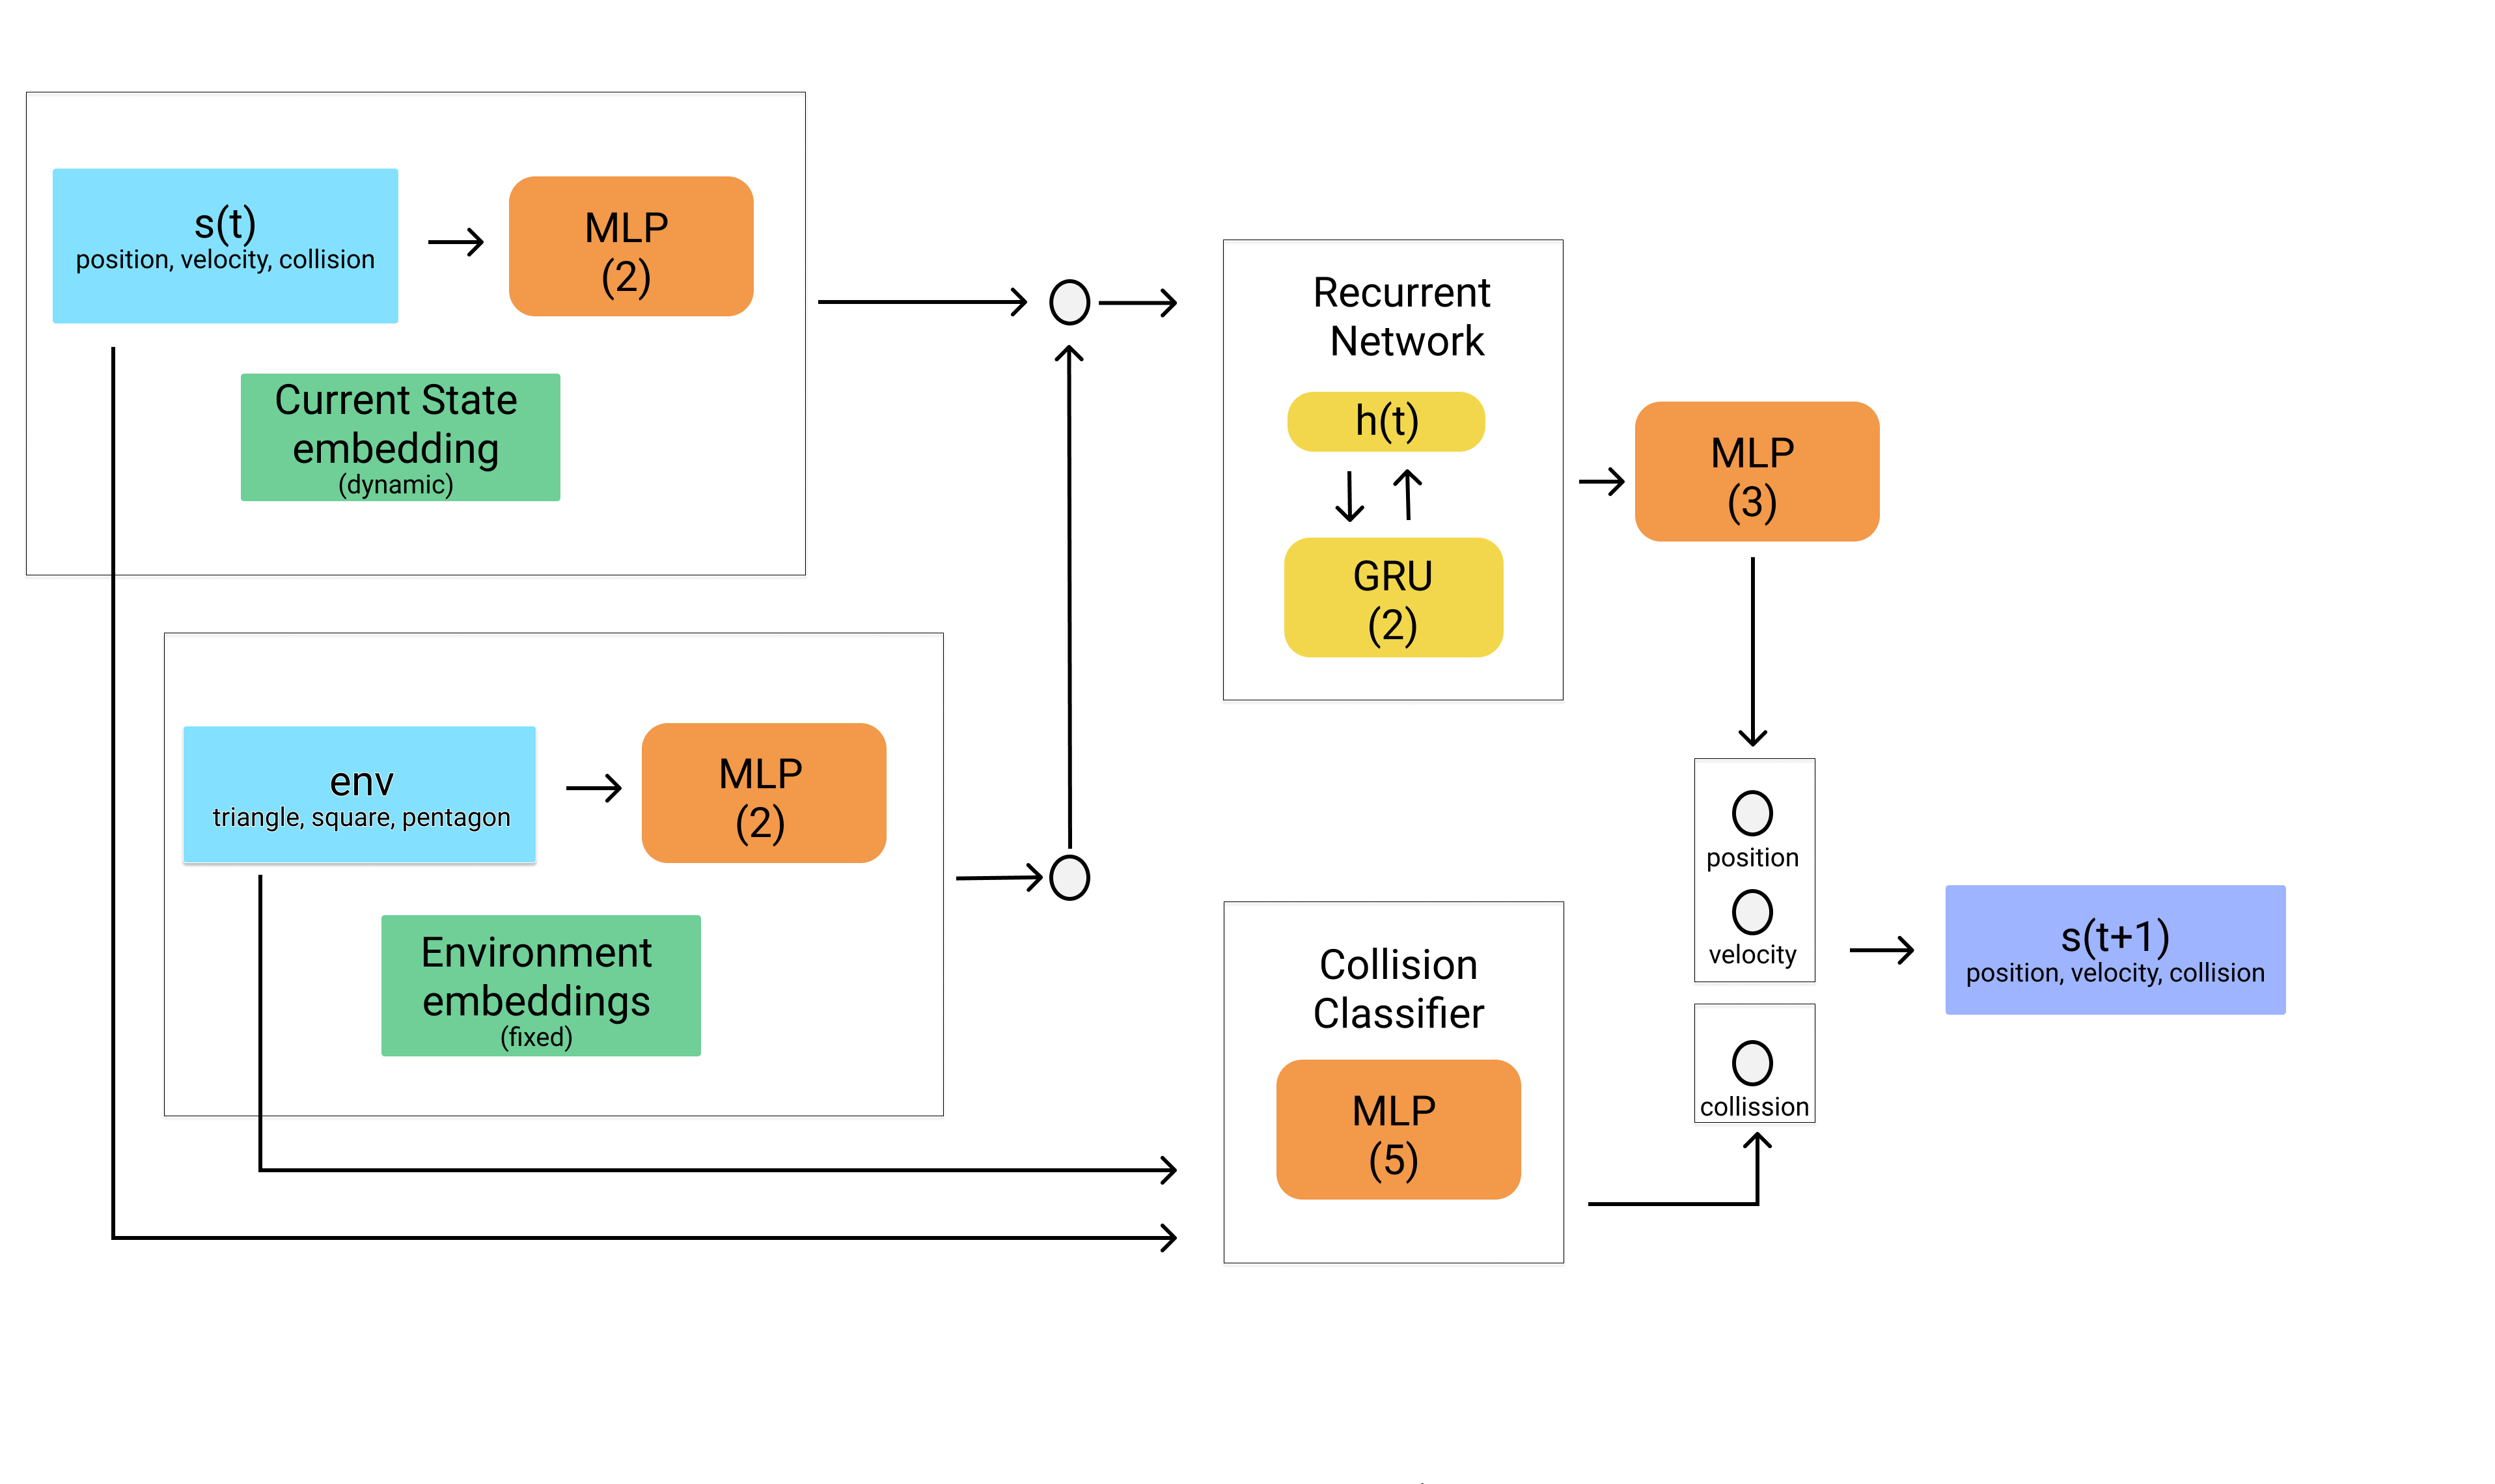 s(t)
position, velocity, collision
MLP
(2)
Current State
embedding
(dynamic)
env
triangle, square, pentagon
MLP
(2)
Environment
embeddings
(fixed)
Recurrent
Network
h(t)
GRU
(2)
MLP
(3)
Collision
Classifier
MLP
(5)
position
velocity
collission
s(t+1)
position, velocity, collision